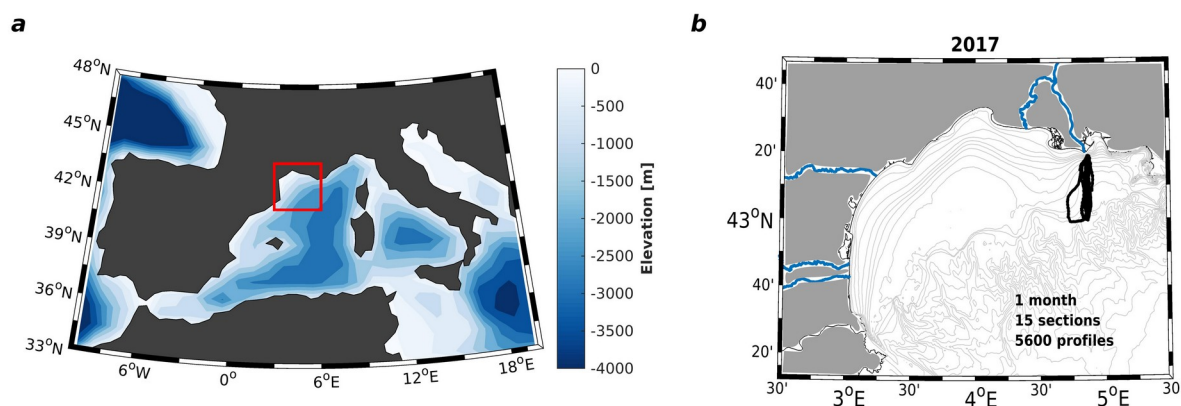 a
48°N
45°N
42°N
39°N
36°N
33°N
6°W
0°
6°E
12°E
18°E
0
-500
-1000
-1500
-2000
-2500
-3000
-3500
-4000
Elevation [m]
b
2017
40'
20'
43°N
40'
20'
1 month
15 sections
5600 profiles
30'
3°E
30'
4°E
30'
5°E
30'